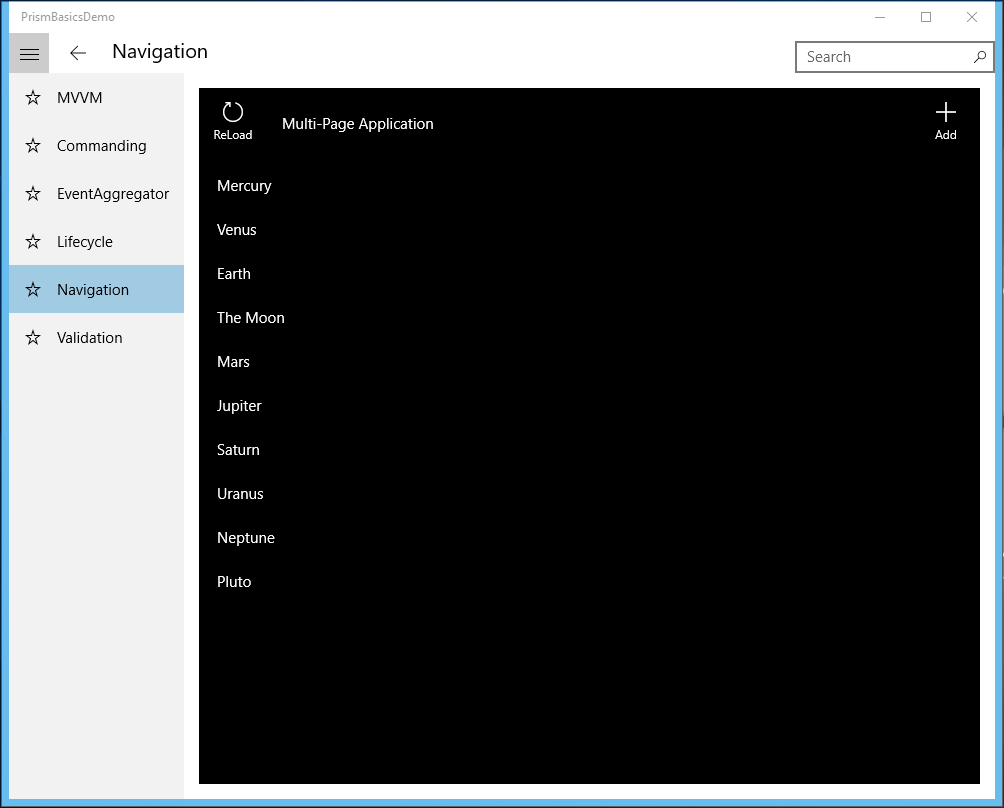 PrismBasicsDemo
Navigation
Search
MVVM
Commanding
EventAggregator
Lifecycle
Navigation
Validation
ReLoad
Multi-Page Application
Add
Mercury
Venus
Earth
The Moon
Mars
Jupiter
Saturn
Uranus
Neptune
Pluto